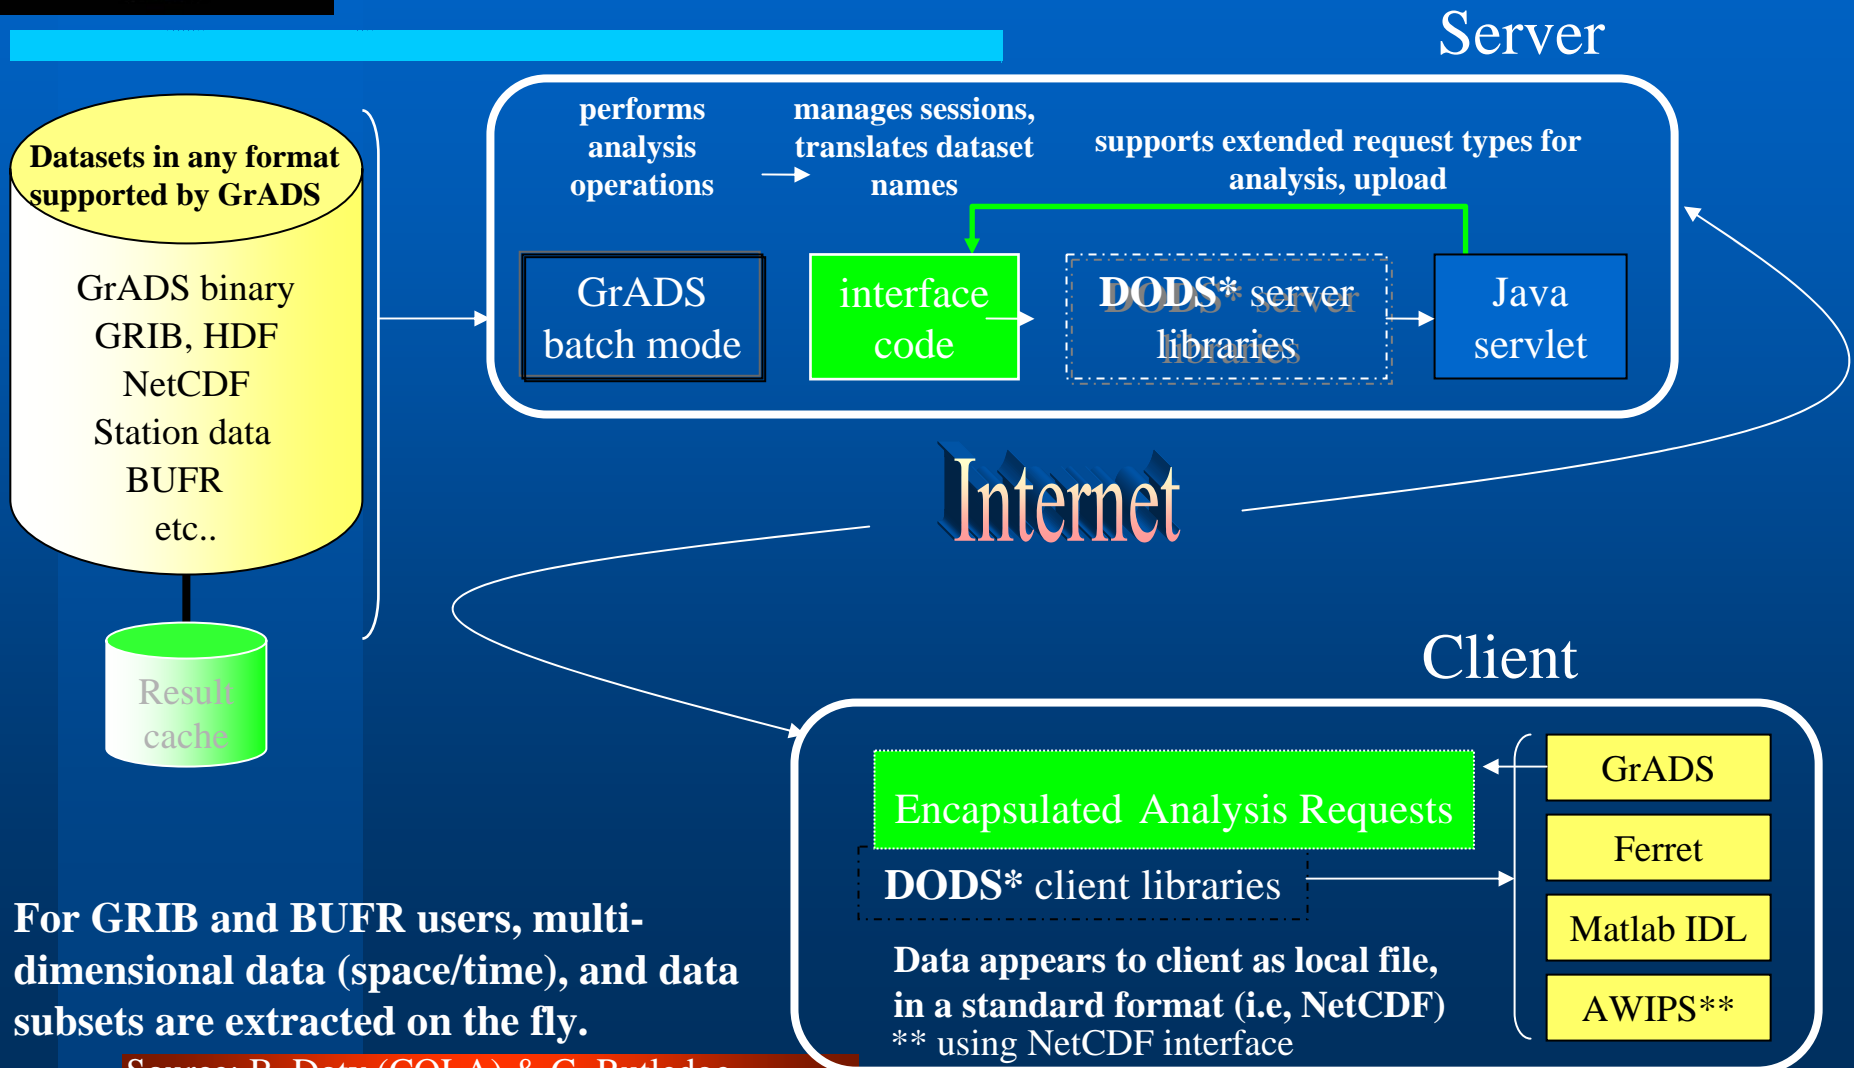 Server
performs
analysis
operations
manages sessions,
translates dataset
names
supports extended request types for
analysis, upload
Datasets in any format
supported by GrADS
GrADS binary
GRIB, HDF
NetCDF
Station data
BUFR
etc..
GrADS
batch mode
interface
code
DODS* server
libraries
Java
servlet
Internet
Result
cache
Client
Encapsulated Analysis Requests
DODS* client libraries
Data appears to client as local file,
in a standard format (i.e, NetCDF)
** using NetCDF interface
GrADS
Ferret
Matlab IDL
AWIPS**
For GRIB and BUFR users, multi-
dimensional data (space/time), and data
subsets are extracted on the fly.
Source: B. Doty (COLA) & G. Rutledge